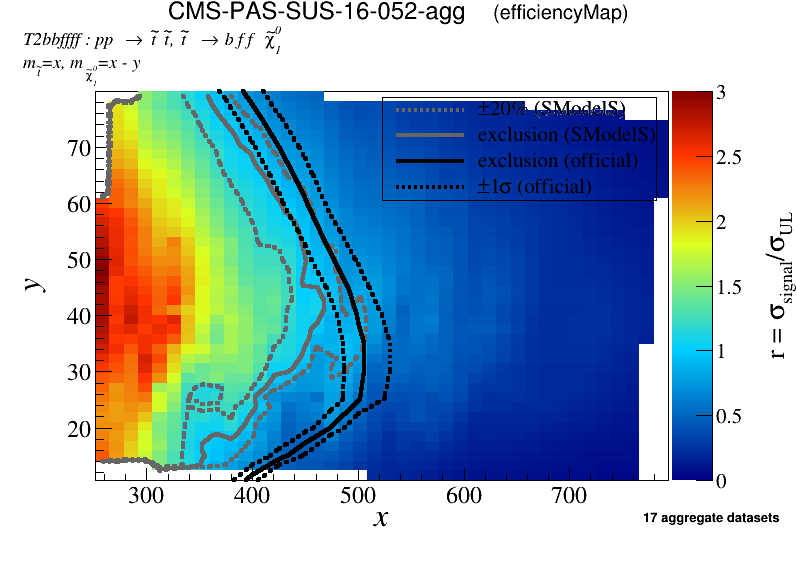 CMS-PAS-SUS-16-052-agg (efficiencyMap)
T2bbffff : pp → t̃ t̃, t̃ → b f f χ̃₁⁰
m_t̃=x, m_χ̃₁⁰=x - y
±20% (SModelS)
exclusion (SModelS)
exclusion (official)
±1σ (official)
70
60
50
40
30
20
y
300 400 500 600 700
x
3
2.5
2
1.5
1
0.5
0
r = σ_signal/σ_UL
17 aggregate datasets